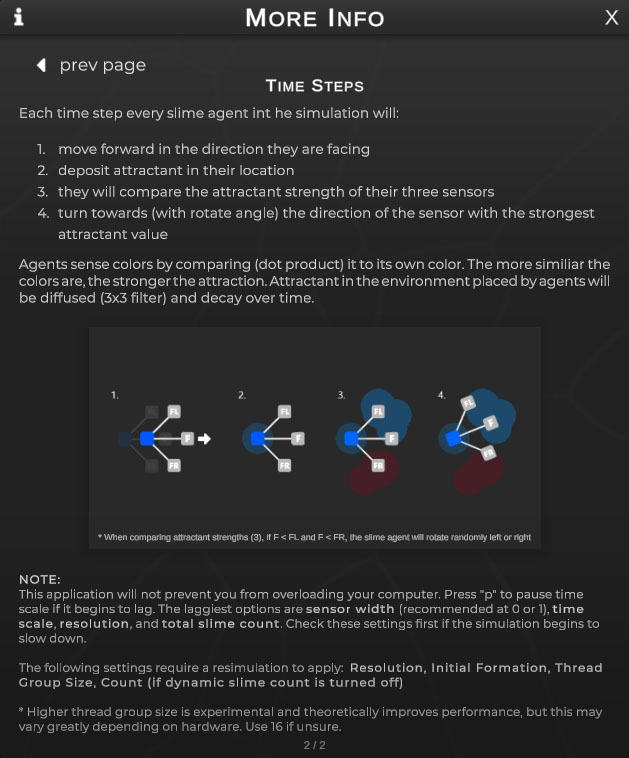 i
MORE INFO
X
prev page
TIME STEPS
Each time step every slime agent int he simulation will:
1. move forward in the direction they are facing
2. deposit attractant in their location
3. they will compare the attractant strength of their three sensors
4. turn towards (with rotate angle) the direction of the sensor with the strongest
attractant value
Agents sense colors by comparing (dot product) it to its own color. The more similiar the
colors are, the stronger the attraction. Attractant in the environment placed by agents will
be diffused (3x3 filter) and decay over time.
1. 2. 3. 4.
FL FL FL FL
F F F F
FR FR FR FR
* When comparing attractant strengths (3), if F < FL and F < FR, the slime agent will rotate randomly left or right
NOTE:
This application will not prevent you from overloading your computer. Press "p" to pause time
scale if it begins to lag. The laggiest options are sensor width (recommended at 0 or 1), time
scale, resolution, and total slime count. Check these settings first if the simulation begins to
slow down.
The following settings require a resimulation to apply: Resolution, Initial Formation, Thread
Group Size, Count (if dynamic slime count is turned off)
* Higher thread group size is experimental and theoretically improves performance, but this may
vary greatly depending on hardware. Use 16 if unsure.
2 / 2